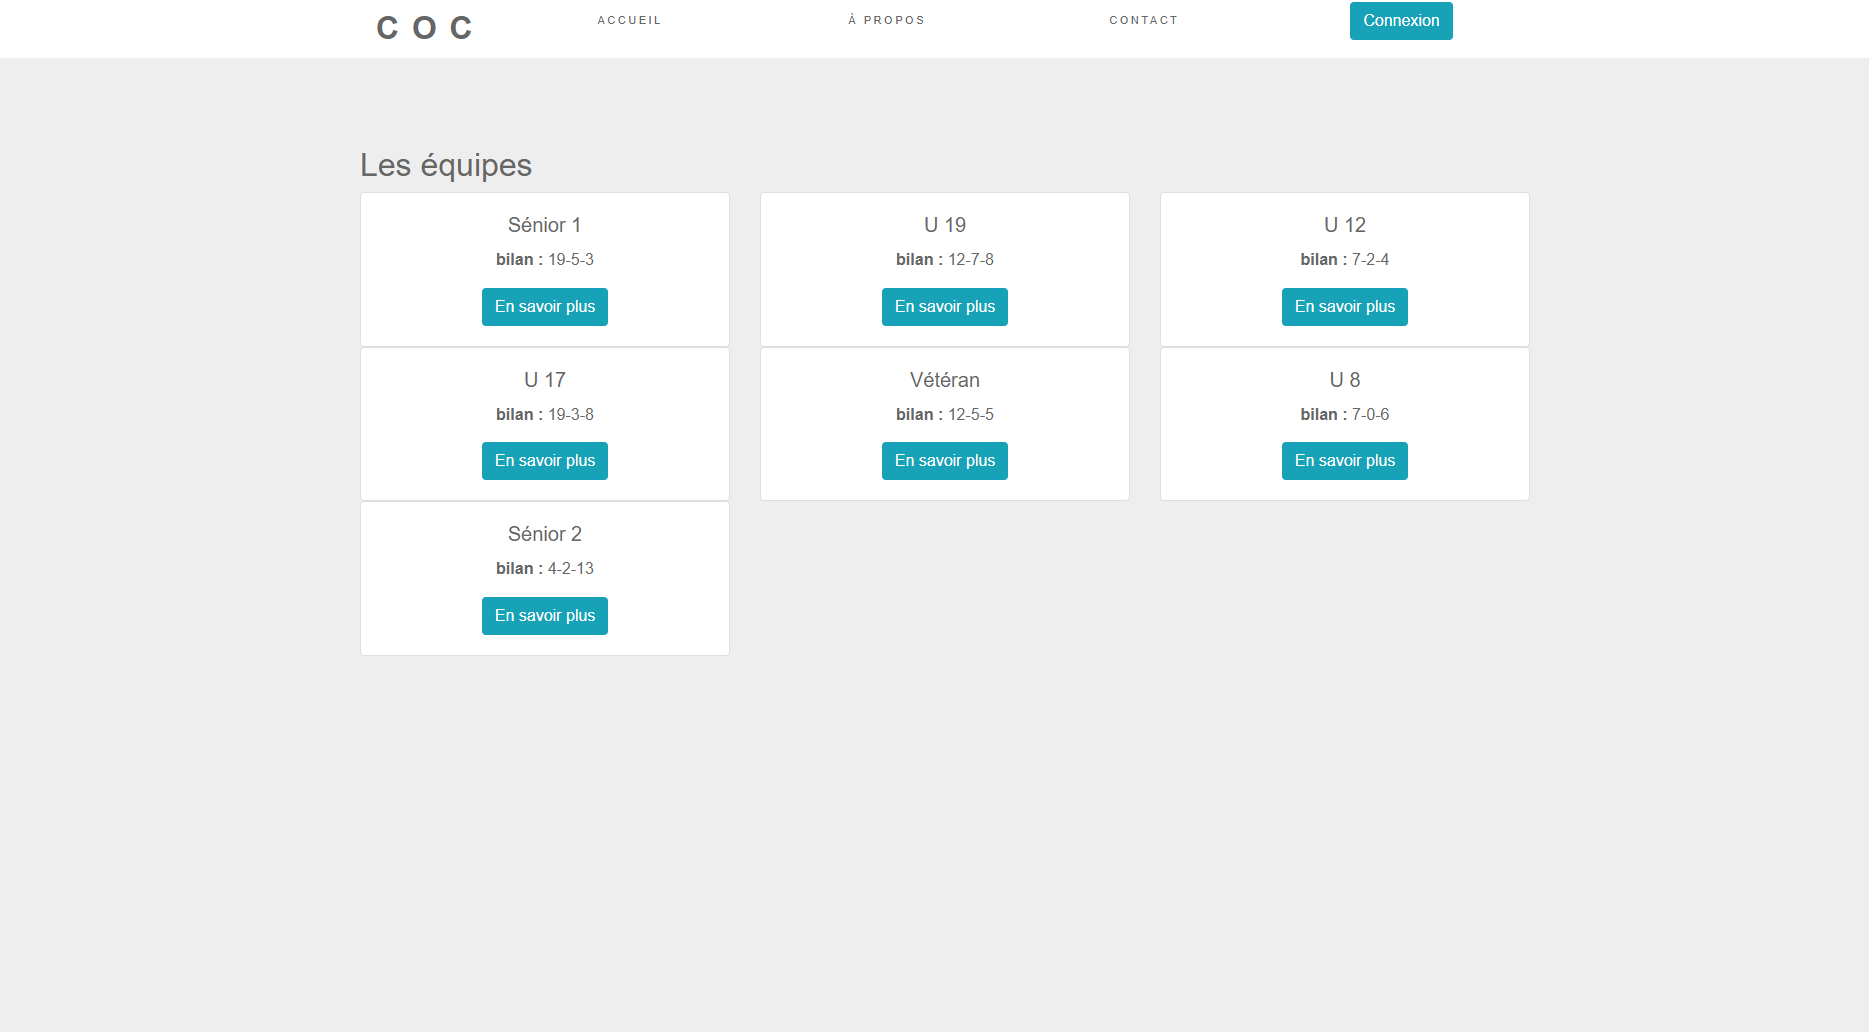 C O C
ACCUEIL
À PROPOS
CONTACT
Connexion
Les équipes
Sénior 1
bilan : 19-5-3
En savoir plus
U 19
bilan : 12-7-8
En savoir plus
U 12
bilan : 7-2-4
En savoir plus
U 17
bilan : 19-3-8
En savoir plus
Vétéran
bilan : 12-5-5
En savoir plus
U 8
bilan : 7-0-6
En savoir plus
Sénior 2
bilan : 4-2-13
En savoir plus